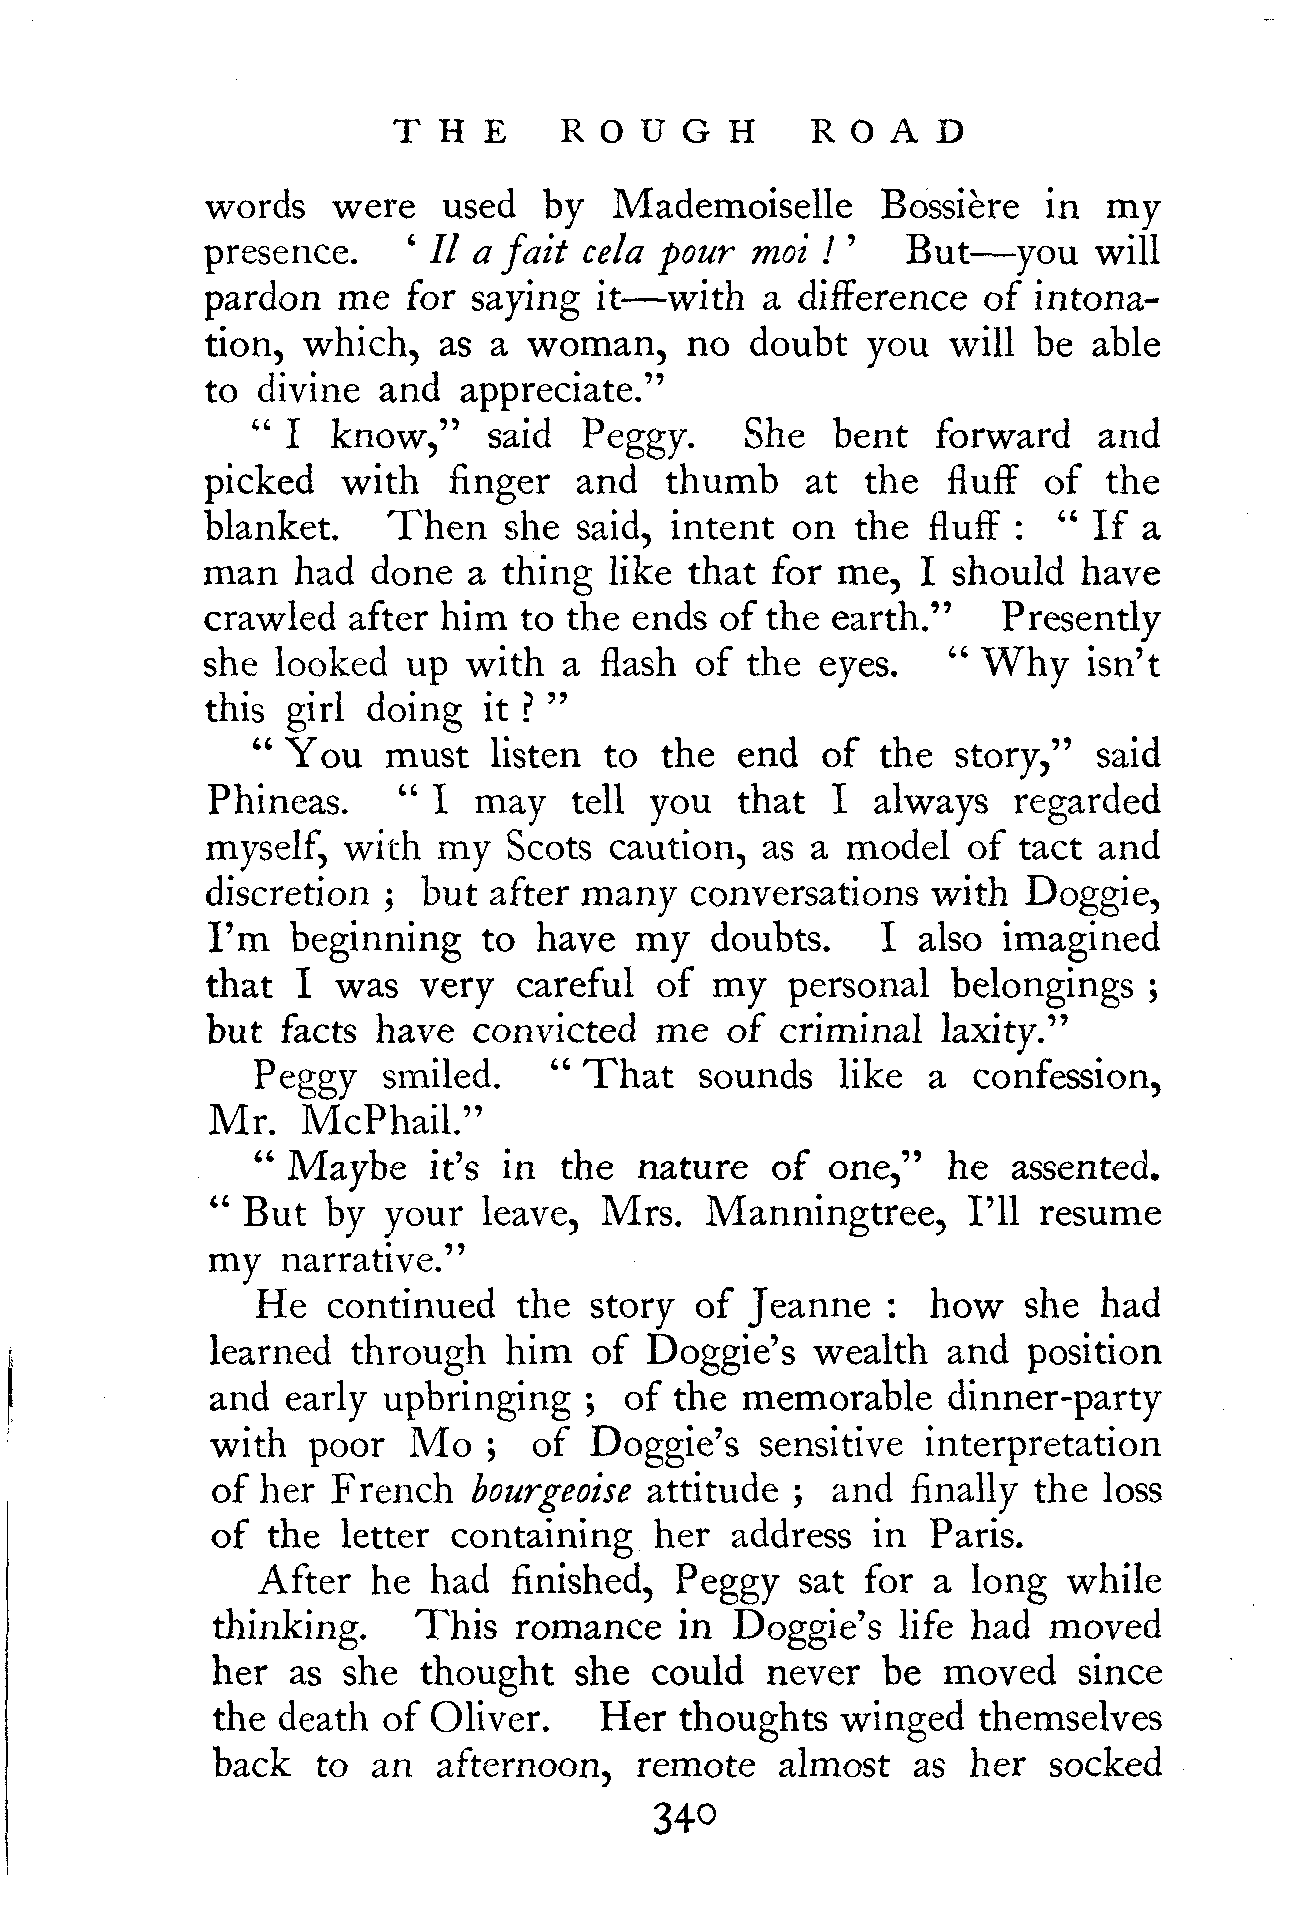 THE ROUGH ROAD
words were used by Mademoiselle Bossière in my
presence. ‘ Il a fait cela pour moi ! ’ But—you will
pardon me for saying it—with a difference of intona-
tion, which, as a woman, no doubt you will be able
to divine and appreciate.”
“ I know,” said Peggy. She bent forward and
picked with finger and thumb at the fluff of the
blanket. Then she said, intent on the fluff : “ If a
man had done a thing like that for me, I should have
crawled after him to the ends of the earth.” Presently
she looked up with a flash of the eyes. “ Why isn’t
this girl doing it ? ”
“ You must listen to the end of the story,” said
Phineas. “ I may tell you that I always regarded
myself, with my Scots caution, as a model of tact and
discretion ; but after many conversations with Doggie,
I’m beginning to have my doubts. I also imagined
that I was very careful of my personal belongings ;
but facts have convicted me of criminal laxity.”
Peggy smiled. “ That sounds like a confession,
Mr. McPhail.”
“ Maybe it’s in the nature of one,” he assented.
“ But by your leave, Mrs. Manningtree, I’ll resume
my narrative.”
He continued the story of Jeanne : how she had
learned through him of Doggie’s wealth and position
and early upbringing ; of the memorable dinner-party
with poor Mo ; of Doggie’s sensitive interpretation
of her French bourgeoise attitude ; and finally the loss
of the letter containing her address in Paris.
After he had finished, Peggy sat for a long while
thinking. This romance in Doggie’s life had moved
her as she thought she could never be moved since
the death of Oliver. Her thoughts winged themselves
back to an afternoon, remote almost as her socked
340